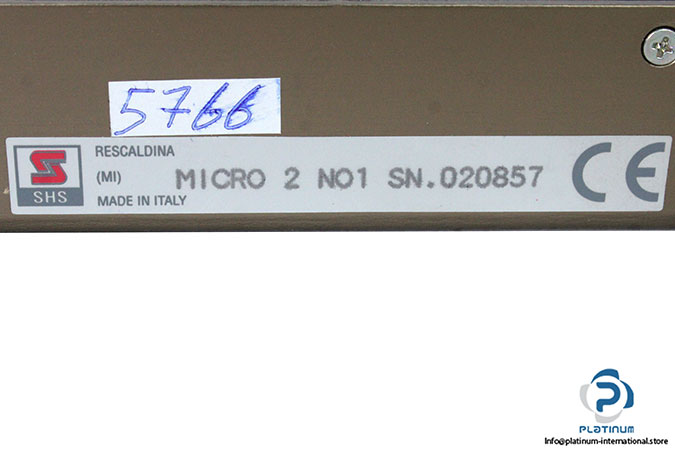 5766
RESCALDINA
(MI)
MADE IN ITALY
SHS
MICRO 2 NO1 SN.020857
CE
PLATINUM
Info@platinum-international.store